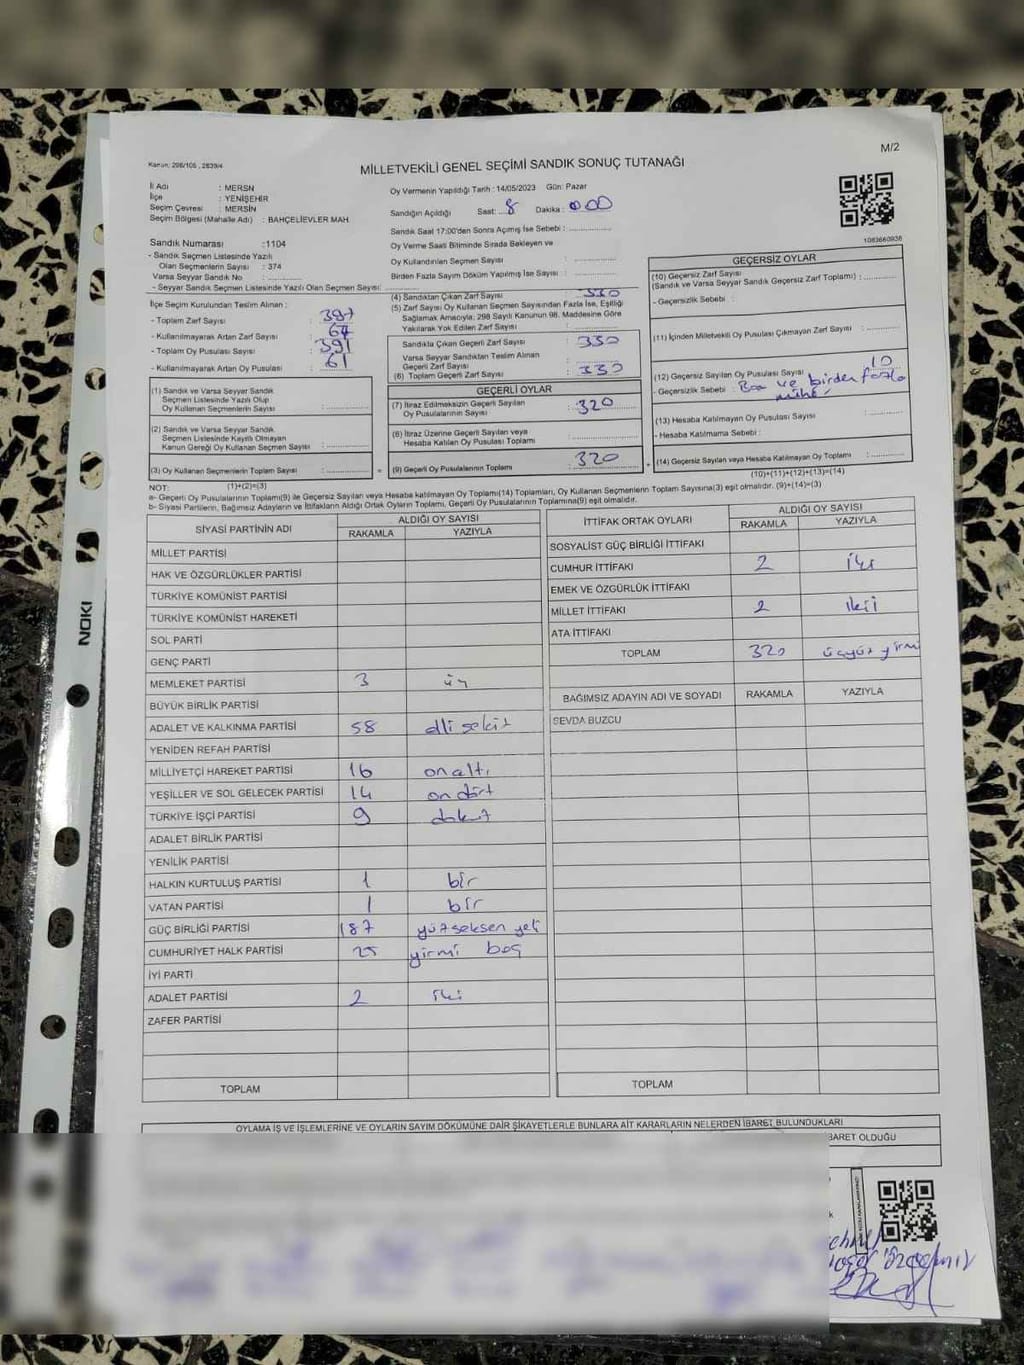 M/2
Kanun: 298/105 , 2839/4
MİLLETVEKİLİ GENEL SEÇİMİ SANDIK SONUÇ TUTANAĞI
İl Adı : MERSN
İlçe : YENİŞEHİR
Seçim Çevresi : MERSİN
Seçim Bölgesi (Mahalle Adı) : BAHÇELİEVLER MAH.
Oy Vermenin Yapıldığı Tarih : 14/05/2023 Gün: Pazar
Sandığın Açıldığı Saat: 8 Dakika: 00
Sandık Saat 17:00'den Sonra Açımış İse Sebebi :
Oy Verme Saati Bitiminde Sırada Bekleyen ve
Oy Kullandırılan Seçmen Sayısı :
Birden Fazla Sayım Döküm Yapılmış İse Sayısı :
1083660938
Sandık Numarası :1104
- Sandık Seçmen Listesinde Yazılı
Olan Seçmenlerin Sayısı : 374
Varsa Seyyar Sandık No :
- Seyyar Sandık Seçmen Listesinde Yazılı Olan Seçmen Sayısı:
İlçe Seçim Kurulundan Teslim Alınan :
- Toplam Zarf Sayısı :
- Kullanılmayarak Artan Zarf Sayısı :
- Toplam Oy Pusulası Sayısı : 391
- Kullanılmayarak Artan Oy Pusulası : 61
(4) Sandıktan Çıkan Zarf Sayısı : 330
(5) Zarf Sayısı Oy Kullanan Seçmen Sayısından Fazla İse, Eşitliği
Sağlamak Amacıyla; 298 Sayılı Kanunun 98. Maddesine Göre
Yakılarak Yok Edilen Zarf Sayısı :
Sandıkta Çıkan Geçerli Zarf Sayısı : 330
Varsa Seyyar Sandıktan Teslim Alınan
Geçerli Zarf Sayısı :
(6) Toplam Geçerli Zarf Sayısı : 330
GEÇERSİZ OYLAR
(10) Geçersiz Zarf Sayısı
(Sandık ve Varsa Seyyar Sandık Geçersiz Zarf Toplamı) :
- Geçersizlik Sebebi :
(11) İçinden Milletvekili Oy Pusulası Çıkmayan Zarf Sayısı :
(12) Geçersiz Sayılan Oy Pusulası Sayısı : 10
- Geçersizlik Sebebi : Boş ve birden fazla
mühür
(13) Hesaba Katılmayan Oy Pusulası Sayısı :
- Hesaba Katılmama Sebebi :
(14) Geçersiz Sayılan veya Hesaba Katılmayan Oy Toplamı :
(10)+(11)+(12)+(13)=(14)
(1) Sandık ve Varsa Seyyar Sandık
Seçmen Listesinde Yazılı Olup
Oy Kullanan Seçmenlerin Sayısı :
(2) Sandık ve Varsa Seyyar Sandık
Seçmen Listesinde Kayıtlı Olmayan
Kanun Gereği Oy Kullanan Seçmen Sayısı :
(3) Oy Kullanan Seçmenlerin Toplam Sayısı : =
(1)+(2)=(3)
GEÇERLİ OYLAR
(7) İtiraz Edilmeksizin Geçerli Sayılan
Oy Pusulalarının Sayısı : 320
(8) İtiraz Üzerine Geçerli Sayılan veya
Hesaba Katılan Oy Pusulası Toplamı :
(9) Geçerli Oy Pusulalarının Toplamı : 320 +
NOT:
a- Geçerli Oy Pusulalarının Toplamı(9) ile Geçersiz Sayılan veya Hesaba katılmayan Oy Toplamı(14) Toplamları, Oy Kullanan Seçmenlerin Toplam Sayısına(3) eşit olmalıdır. (9)+(14)=(3)
b- Siyasi Partilerin, Bağımsız Adayların ve İttifakların Aldığı Ortak Oyların Toplamı, Geçerli Oy Pusulalarının Toplamına(9) eşit olmalıdır.
SİYASİ PARTİNİN ADI ALDIĞI OY SAYISI
RAKAMLA YAZIYLA
MİLLET PARTİSİ
HAK VE ÖZGÜRLÜKLER PARTİSİ
TÜRKİYE KOMÜNİST PARTİSİ
TÜRKİYE KOMÜNİST HAREKETİ
SOL PARTİ
GENÇ PARTİ
MEMLEKET PARTİSİ 3 üç
BÜYÜK BİRLİK PARTİSİ
ADALET VE KALKINMA PARTİSİ 58 elli sekiz
YENİDEN REFAH PARTİSİ
MİLLİYETÇİ HAREKET PARTİSİ 16 on altı
YEŞİLLER VE SOL GELECEK PARTİSİ 14 on dört
TÜRKİYE İŞÇİ PARTİSİ 9 dokuz
ADALET BİRLİK PARTİSİ
YENİLİK PARTİSİ
HALKIN KURTULUŞ PARTİSİ 1 bir
VATAN PARTİSİ 1 bir
GÜÇ BİRLİĞİ PARTİSİ 187 yüz seksen yedi
CUMHURİYET HALK PARTİSİ 25 yirmi beş
İYİ PARTİ
ADALET PARTİSİ 2 iki
ZAFER PARTİSİ
TOPLAM
İTTİFAK ORTAK OYLARI ALDIĞI OY SAYISI
RAKAMLA YAZIYLA
SOSYALİST GÜÇ BİRLİĞİ İTTİFAKI
CUMHUR İTTİFAKI 2 iki
EMEK VE ÖZGÜRLÜK İTTİFAKI
MİLLET İTTİFAKI 2 iki
ATA İTTİFAKI
TOPLAM 320 üçyüz yirmi
BAĞIMSIZ ADAYIN ADI VE SOYADI RAKAMLA YAZIYLA
SEVDA BUZCU
TOPLAM
OYLAMA İŞ VE İŞLEMLERİNE VE OYLARIN SAYIM DÖKÜMÜNE DAİR ŞİKAYETLERLE BUNLARA AİT KARARLARIN NELERDEN İBARET BULUNDUKLARI
BARET OLDUĞU
NOKI